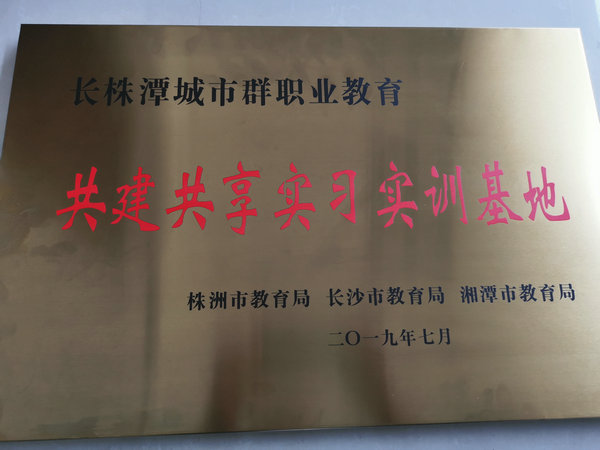 长株潭城市群职业教育
共建共享实习实训基地
株洲市教育局 长沙市教育局 湘潭市教育局
二〇一九年七月